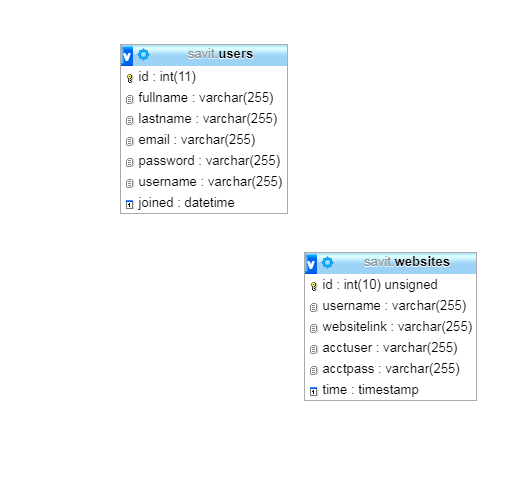 v savit.users
id : int(11)
fullname : varchar(255)
lastname : varchar(255)
email : varchar(255)
password : varchar(255)
username : varchar(255)
joined : datetime
v savit.websites
id : int(10) unsigned
username : varchar(255)
websitelink : varchar(255)
acctuser : varchar(255)
acctpass : varchar(255)
time : timestamp